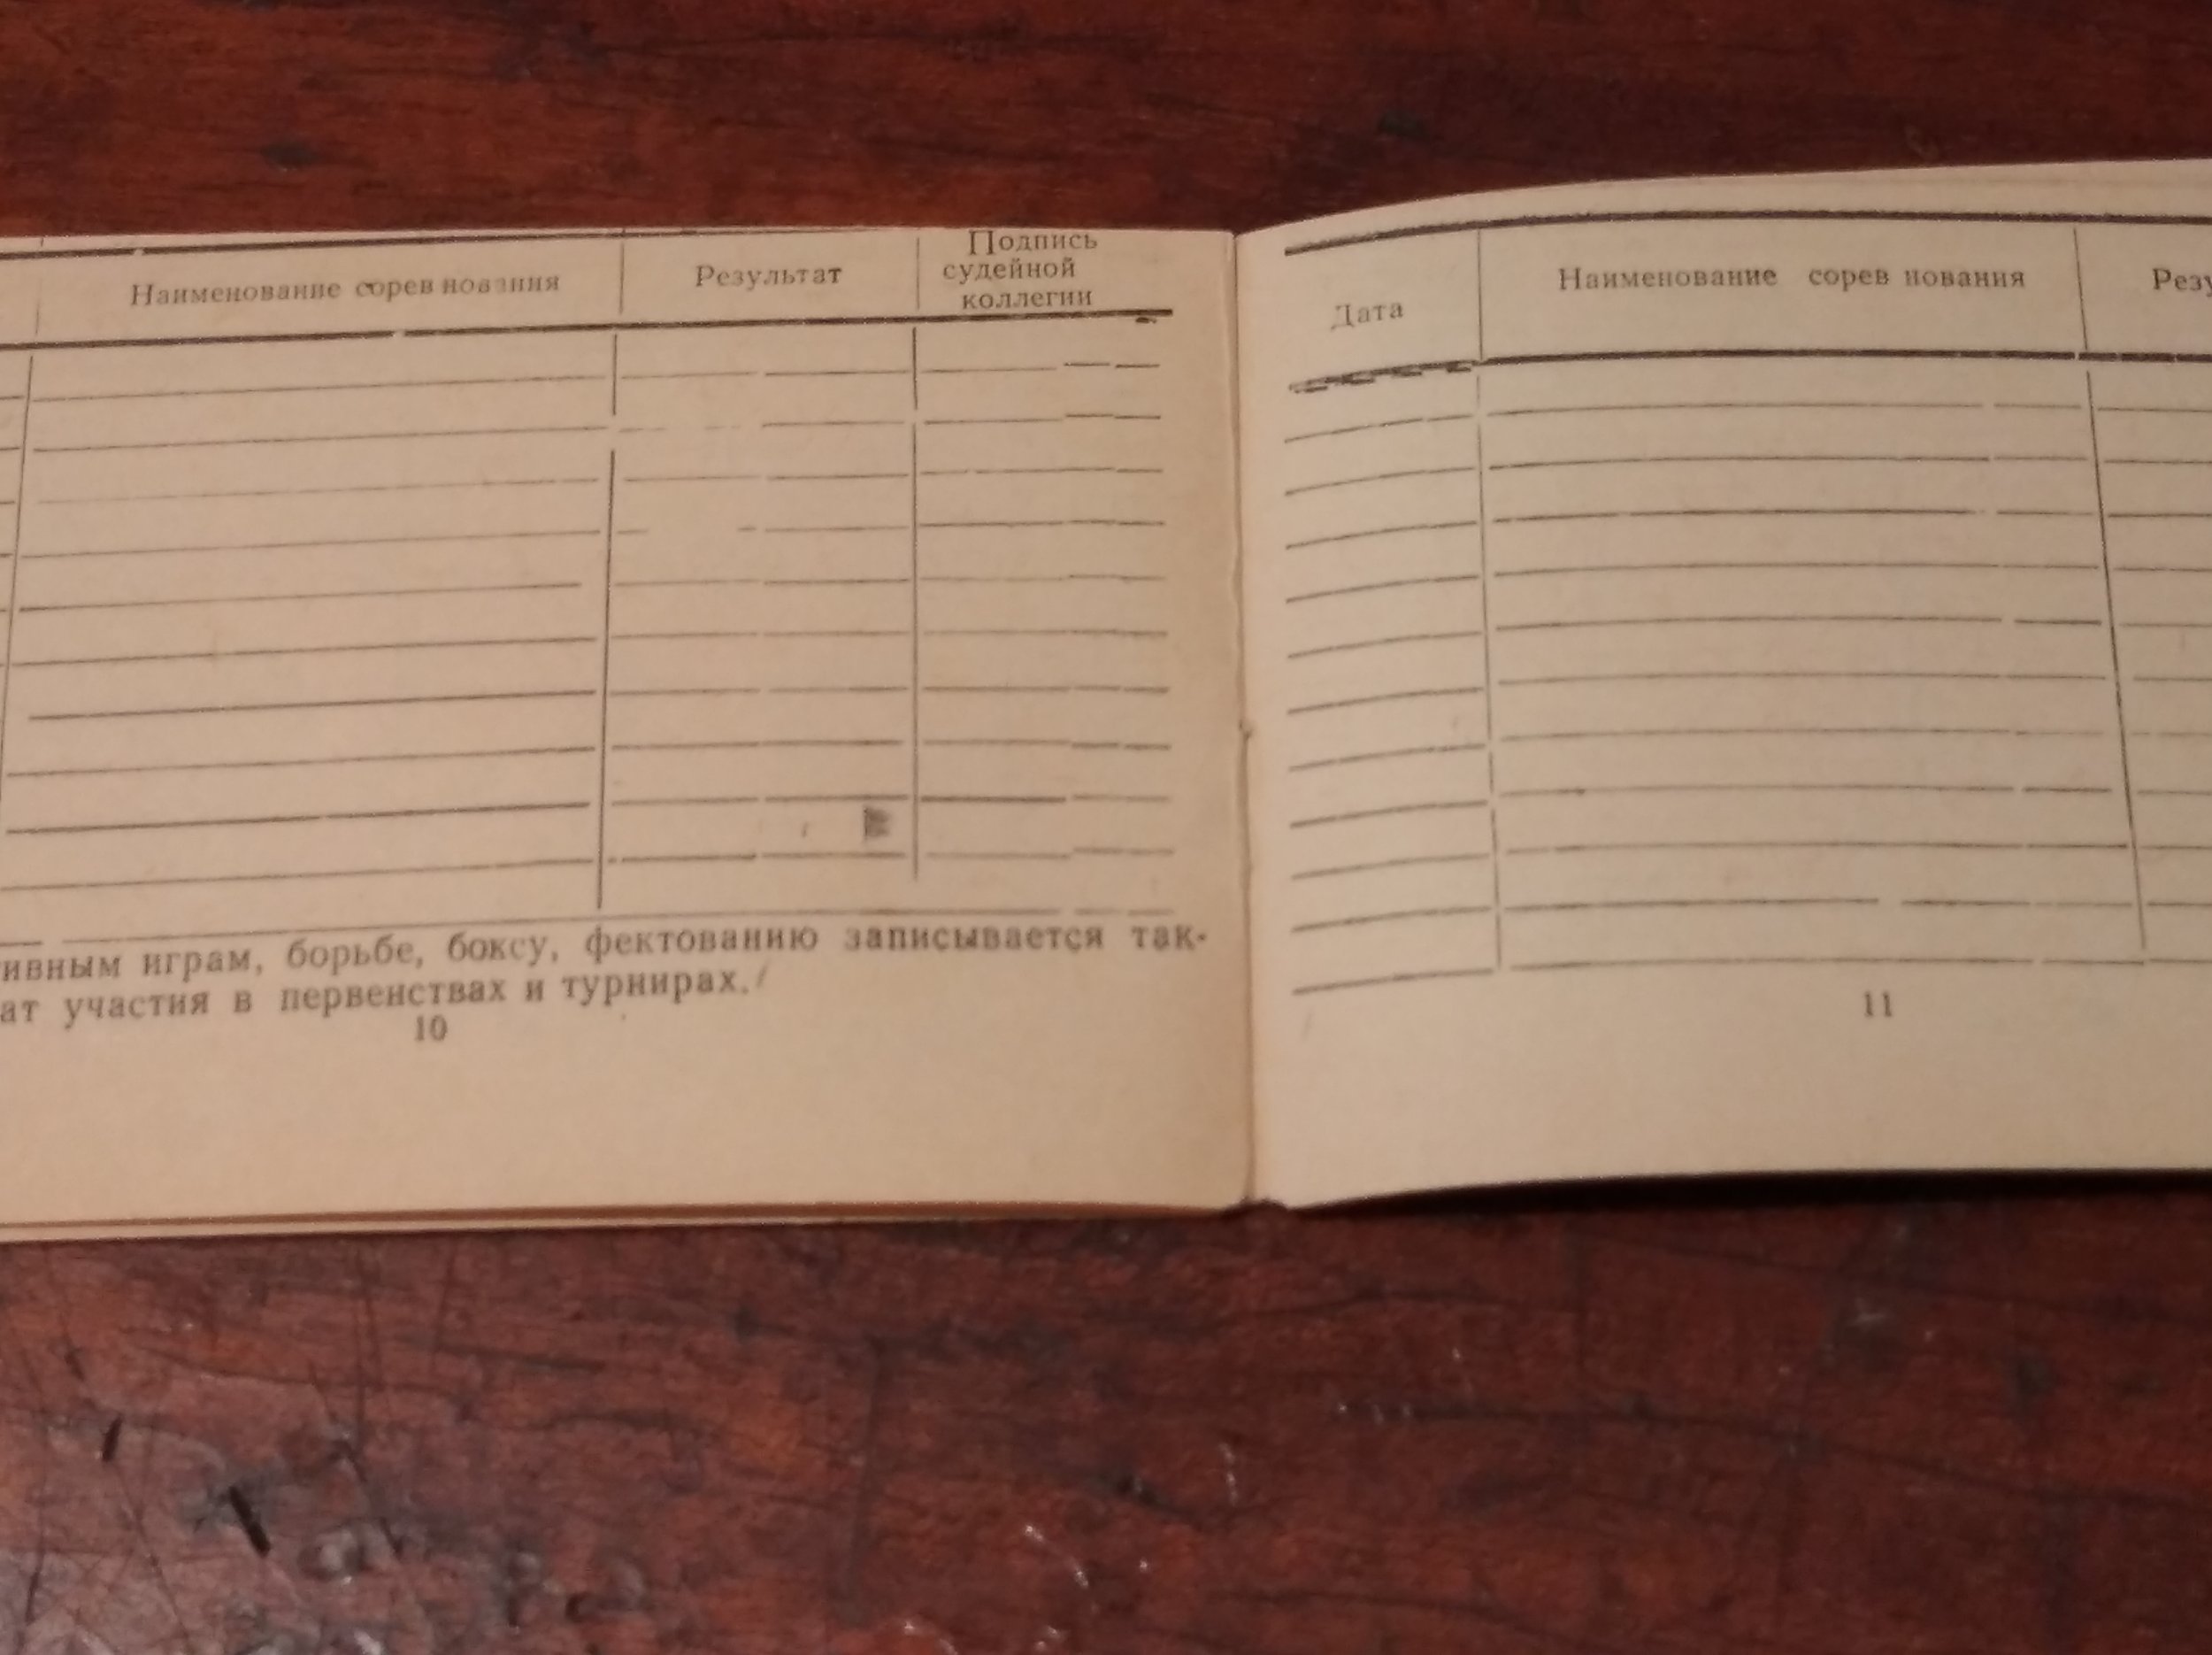 Наименование соревнования
Результат
Подпись
судейной
коллегии
ивным играм, борьбе, боксу, фектованию записывается так-
ат участия в первенствах и турнирах.
10
Дата
Наименование соревнования
Резу
11